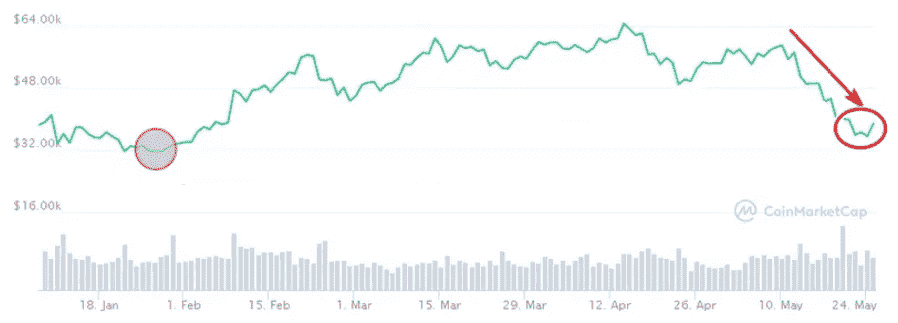 $64.00k
$48.00k
$32.00k
$16.00k
CoinMarketCap
18. Jan 1. Feb 15. Feb 1. Mar 15. Mar 29. Mar 12. Apr 26. Apr 10. May 24. May